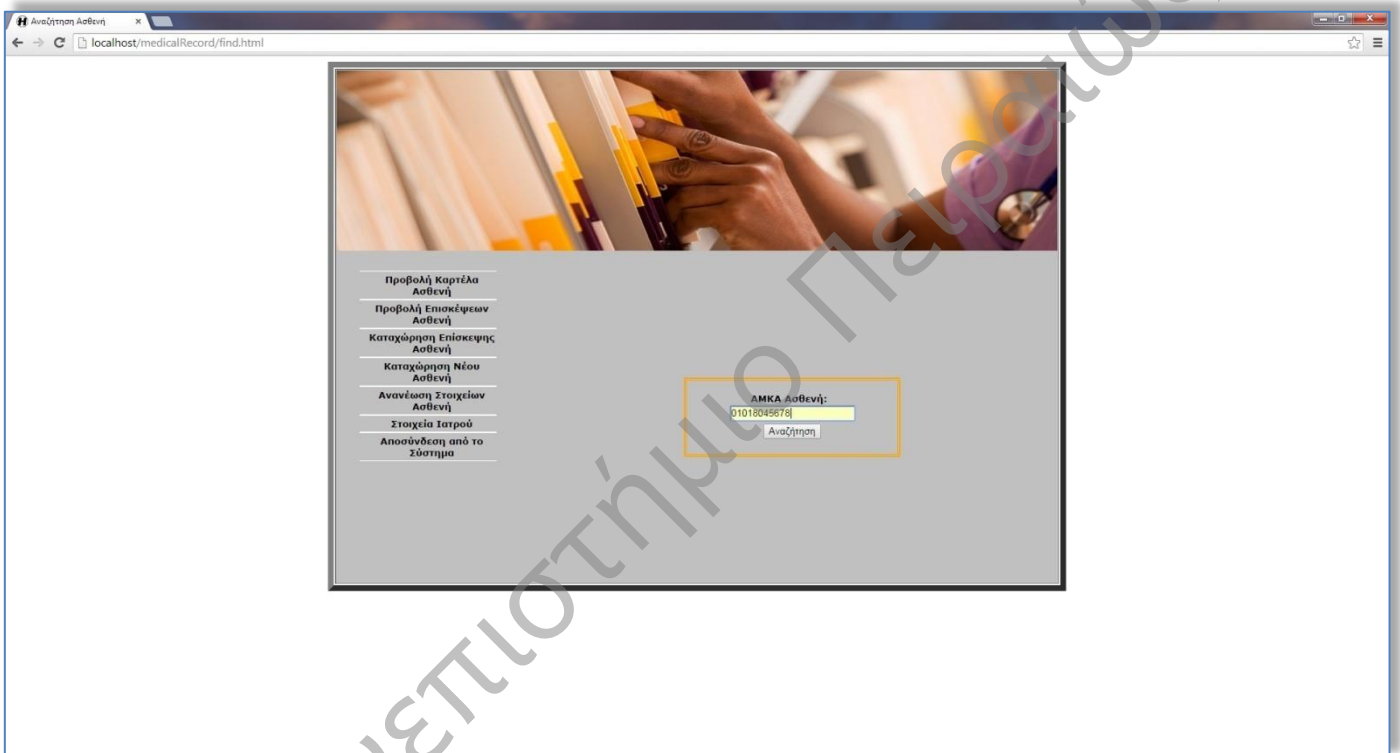 Αναζήτηση Ασθενή
localhost/medicalRecord/find.html
Προβολή Καρτέλα
Ασθενή
Προβολή Επισκέψεων
Ασθενή
Καταχώρηση Επίσκεψης
Ασθενή
Καταχώρηση Νέου
Ασθενή
Ανανέωση Στοιχείων
Ασθενή
Στοιχεία Ιατρού
Αποσύνδεση από το
Σύστημα
ΑΜΚΑ Ασθενή:
01018045678
Αναζήτηση
Πειραιώς